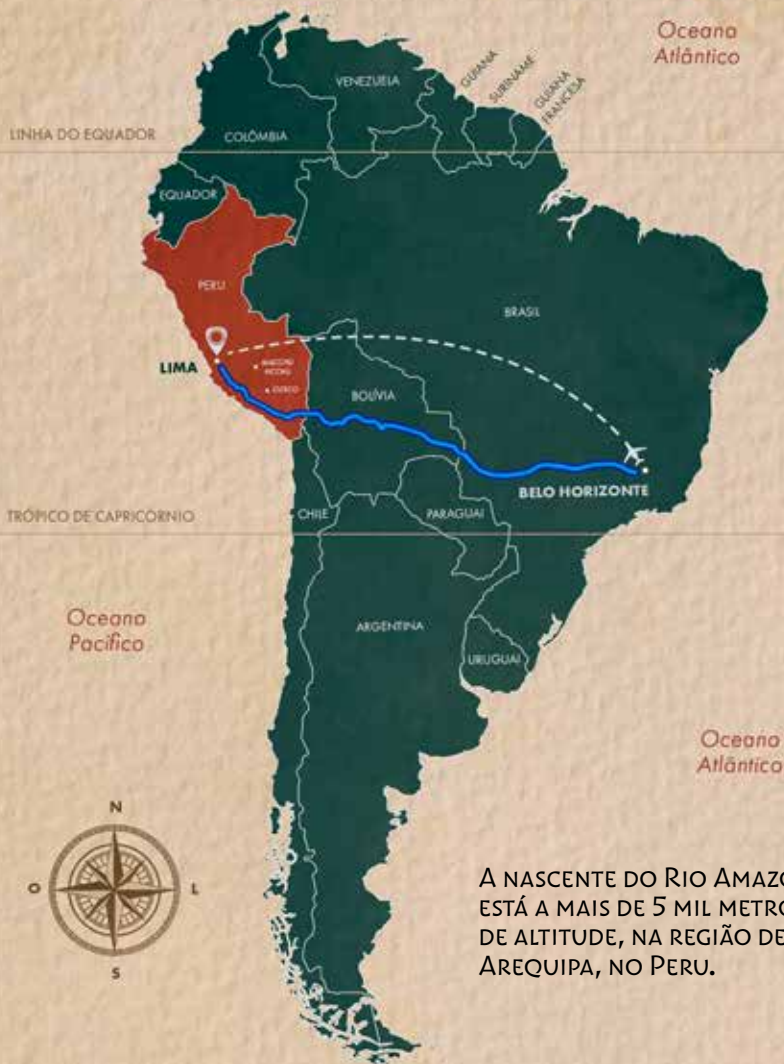 Oceano
Atlântico
VENEZUELA
GUIANA
SURINAME
GUIANA
FRANCESA
LINHA DO EQUADOR
COLÔMBIA
EQUADOR
PERU
BRASIL
LIMA
MACCHU
PICCHU
CUSCO
BOLÍVIA
BELO HORIZONTE
TRÓPICO DE CAPRICÓRNIO
CHILE
PARAGUAI
Oceano
Pacífico
ARGENTINA
URUGUAI
Oceano
Atlântico
N
O
L
S
A NASCENTE DO RIO AMAZO
ESTÁ A MAIS DE 5 MIL METRO
DE ALTITUDE, NA REGIÃO DE
AREQUIPA, NO PERU.